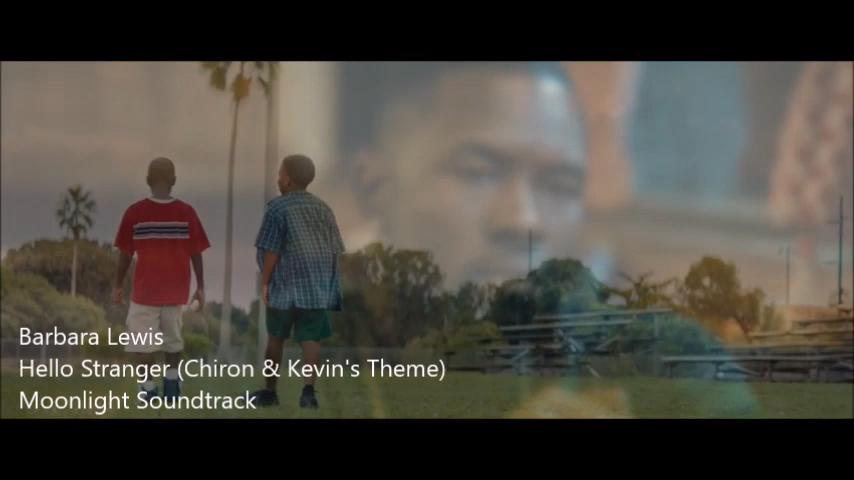 Barbara Lewis
Hello Stranger (Chiron & Kevin's Theme)
Moonlight Soundtrack